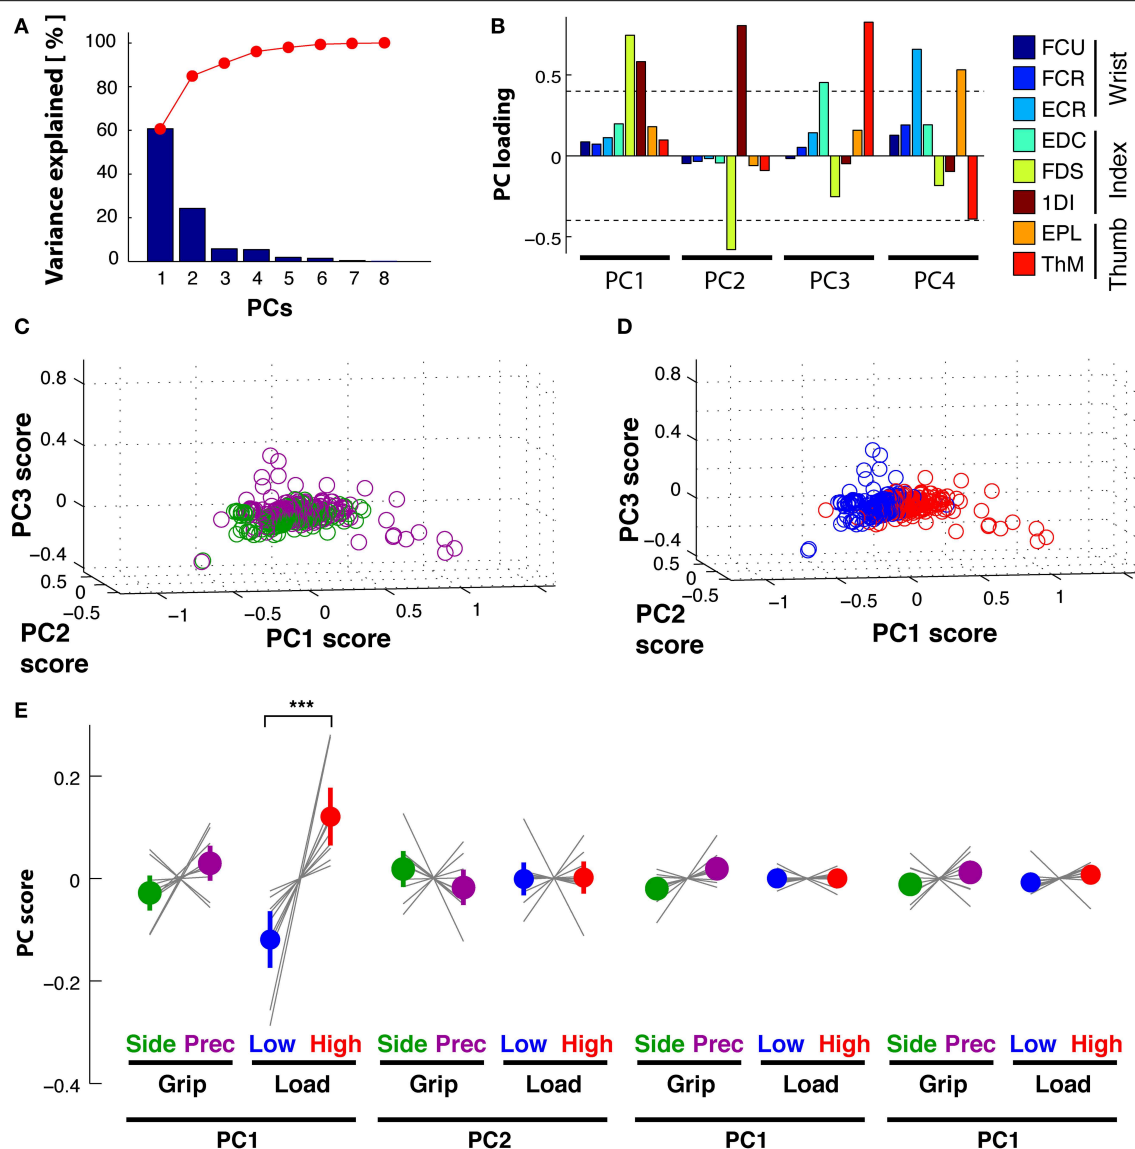 A
Variance explained [ % ]
100
80
60
40
20
0
1 2 3 4 5 6 7 8
PCs
B
PC loading
0.5
0
−0.5
PC1 PC2 PC3 PC4
FCU
FCR
ECR
EDC
FDS
1DI
EPL
ThM
Wrist
Index
Thumb
C
PC3 score
0.8
0.4
0
−0.4
0.5
0
−0.5
−1 −0.5 0 0.5 1
PC2
score
PC1 score
D
PC3 score
0.8
0.4
0
−0.4
0.5
0
−0.5
−1 −0.5 0 0.5 1
PC2
score
PC1 score
E
***
PC score
0.2
0
−0.2
−0.4
Side Prec Low High Side Prec Low High Side Prec Low High Side Prec Low High
Grip Load Grip Load Grip Load Grip Load
PC1 PC2 PC1 PC1